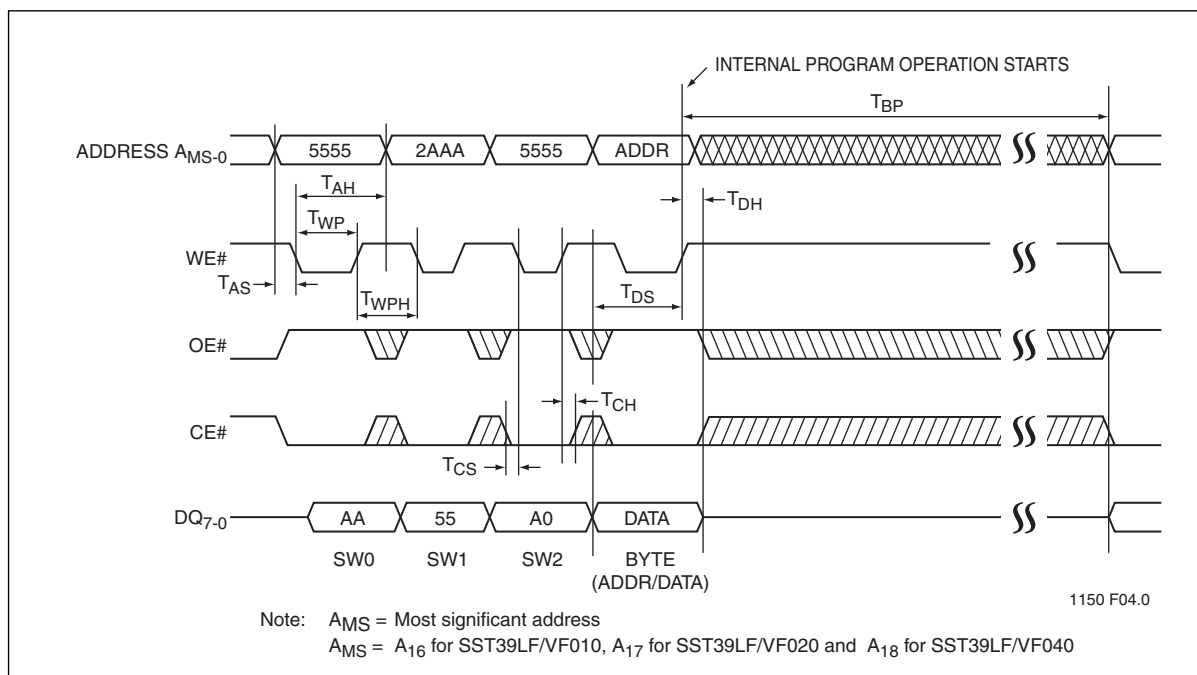 INTERNAL PROGRAM OPERATION STARTS
TBP
ADDRESS AMS-0
5555 2AAA 5555 ADDR
TAH
TDH
TWP
WE#
TAS
TWPH
TDS
OE#
TCH
CE#
TCS
DQ7-0
AA 55 A0 DATA
SW0 SW1 SW2 BYTE
(ADDR/DATA)
1150 F04.0
Note: AMS = Most significant address
AMS = A16 for SST39LF/VF010, A17 for SST39LF/VF020 and A18 for SST39LF/VF040